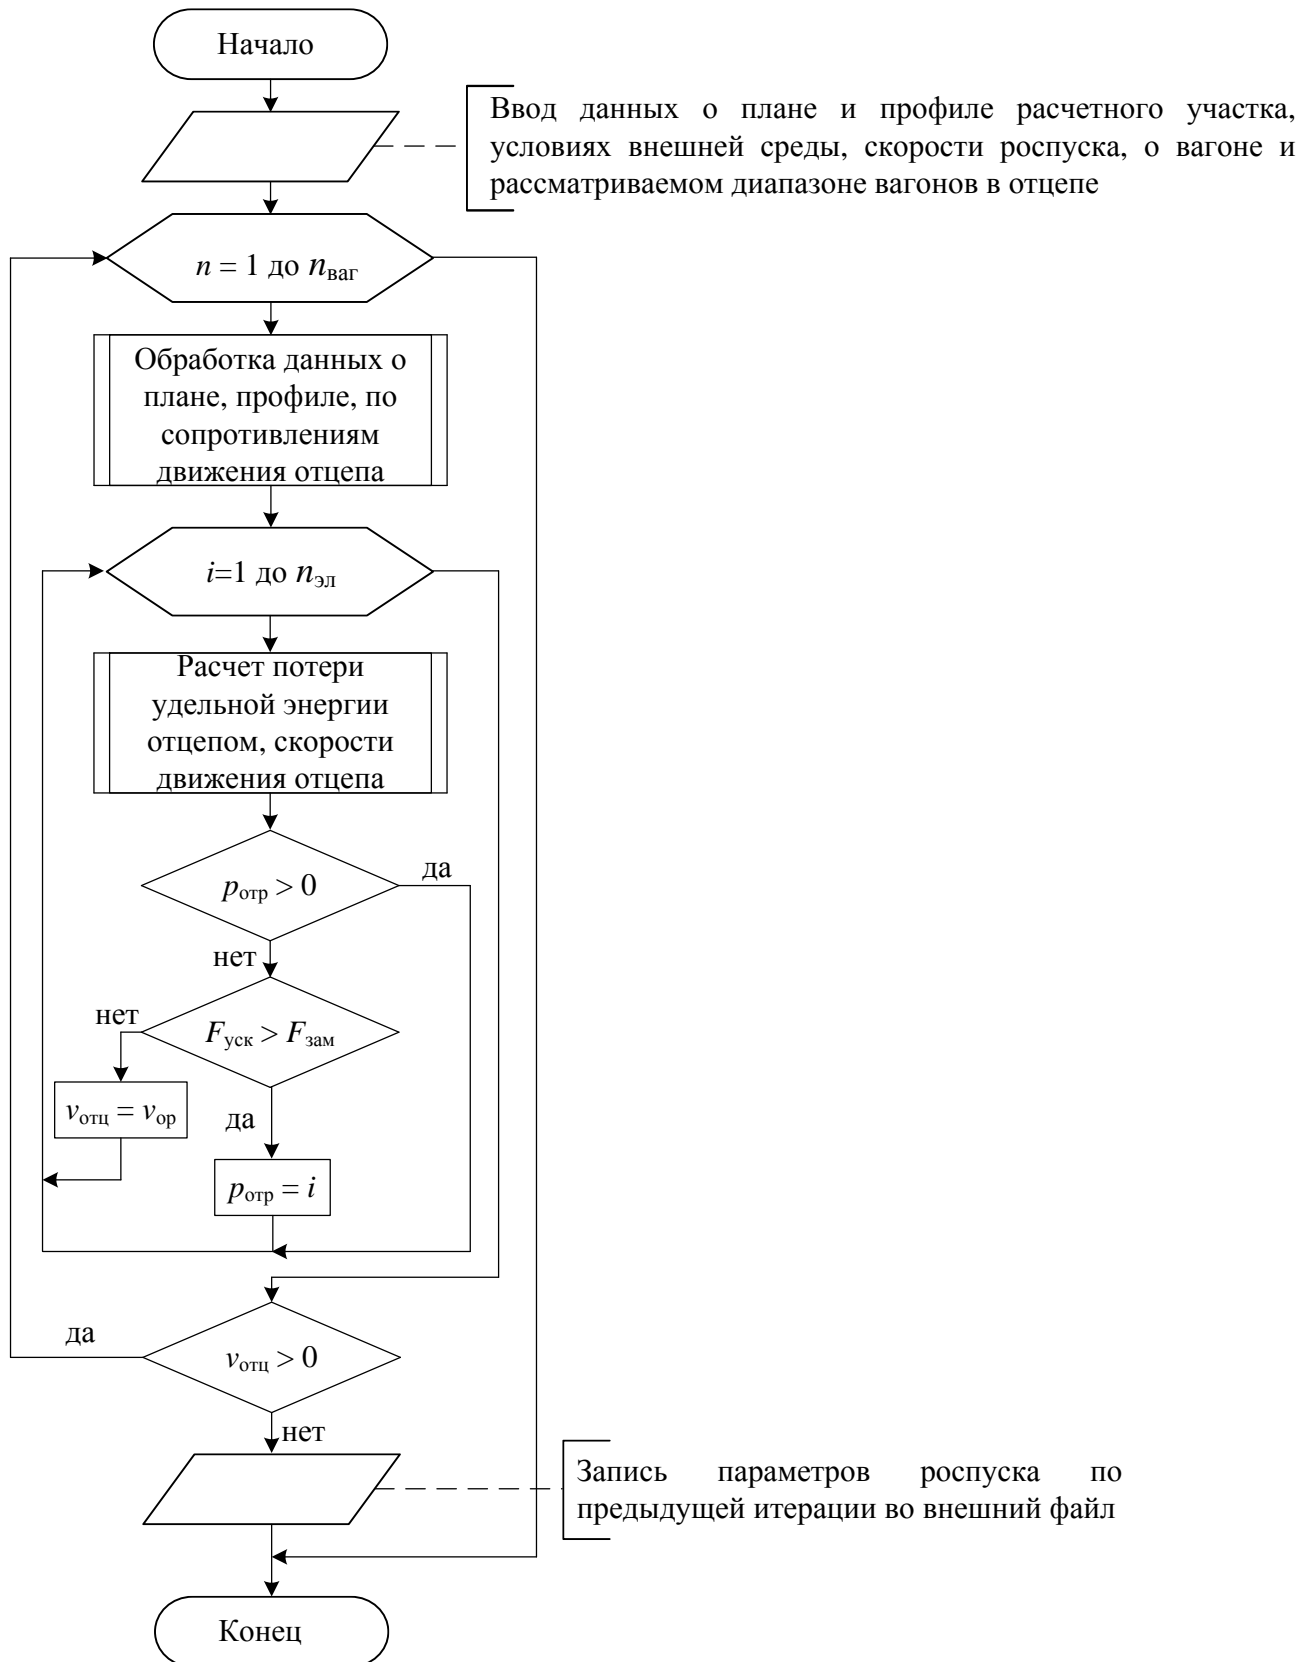 Начало
Ввод данных о плане и профиле расчетного участка,
условиях внешней среды, скорости роспуска, о вагоне и
рассматриваемом диапазоне вагонов в отцепе
n = 1 до nваг
Обработка данных о
плане, профиле, по
сопротивлениям
движения отцепа
i=1 до nэл
Расчет потери
удельной энергии
отцепом, скорости
движения отцепа
pотр > 0
да
нет
Fуск > Fзам
нет
vотц = vор
да
pотр = i
vотц > 0
да
нет
Запись параметров роспуска по
предыдущей итерации во внешний файл
Конец